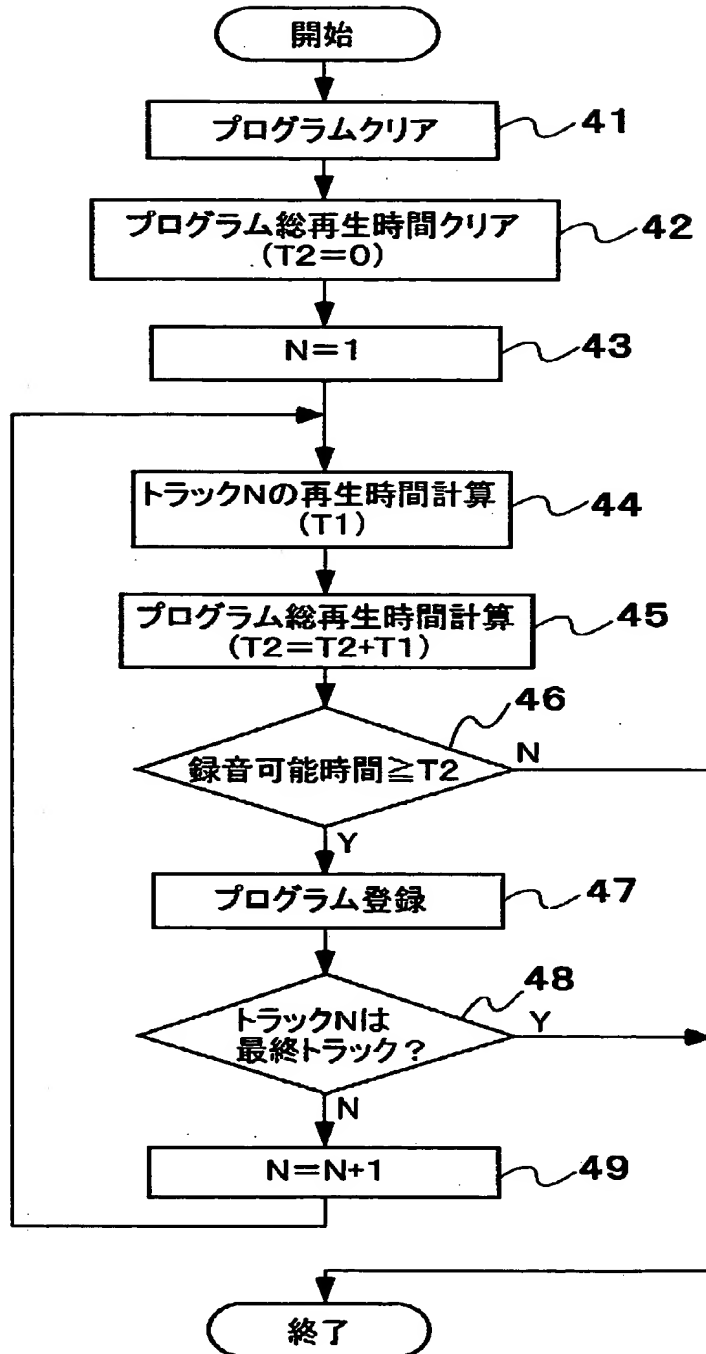 開始
プログラムクリア
41
プログラム総再生時間クリア
(T2=0)
42
N=1
43
トラックNの再生時間計算
(T1)
44
プログラム総再生時間計算
(T2=T2+T1)
45
46
録音可能時間≧T2
N
Y
プログラム登録
47
48
トラックNは
最終トラック?
Y
N
N=N+1
49
終了